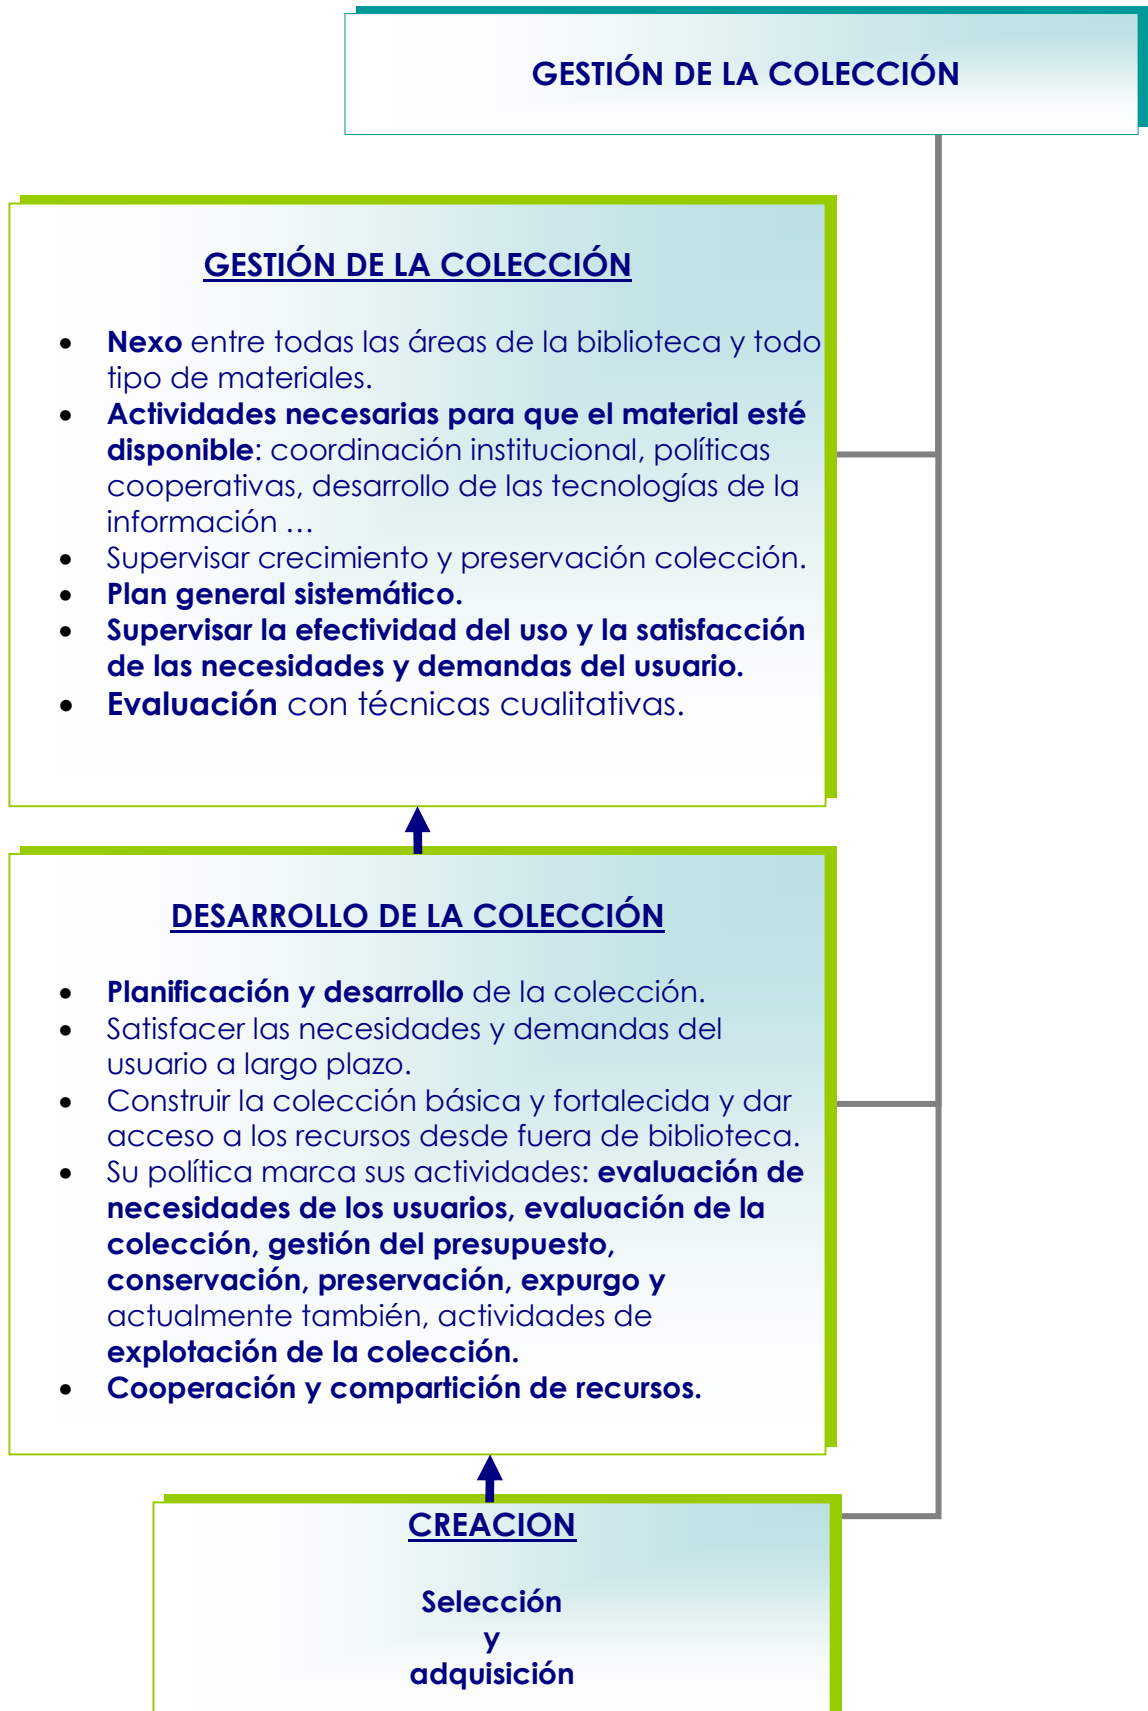 GESTIÓN DE LA COLECCIÓN
GESTIÓN DE LA COLECCIÓN
• Nexo entre todas las áreas de la biblioteca y todo
tipo de materiales.
• Actividades necesarias para que el material esté
disponible: coordinación institucional, políticas
cooperativas, desarrollo de las tecnologías de la
información …
• Supervisar crecimiento y preservación colección.
• Plan general sistemático.
• Supervisar la efectividad del uso y la satisfacción
de las necesidades y demandas del usuario.
• Evaluación con técnicas cualitativas.
DESARROLLO DE LA COLECCIÓN
• Planificación y desarrollo de la colección.
• Satisfacer las necesidades y demandas del
usuario a largo plazo.
• Construir la colección básica y fortalecida y dar
acceso a los recursos desde fuera de biblioteca.
• Su política marca sus actividades: evaluación de
necesidades de los usuarios, evaluación de la
colección, gestión del presupuesto,
conservación, preservación, expurgo y
actualmente también, actividades de
explotación de la colección.
• Cooperación y compartición de recursos.
CREACION
Selección
y
adquisición